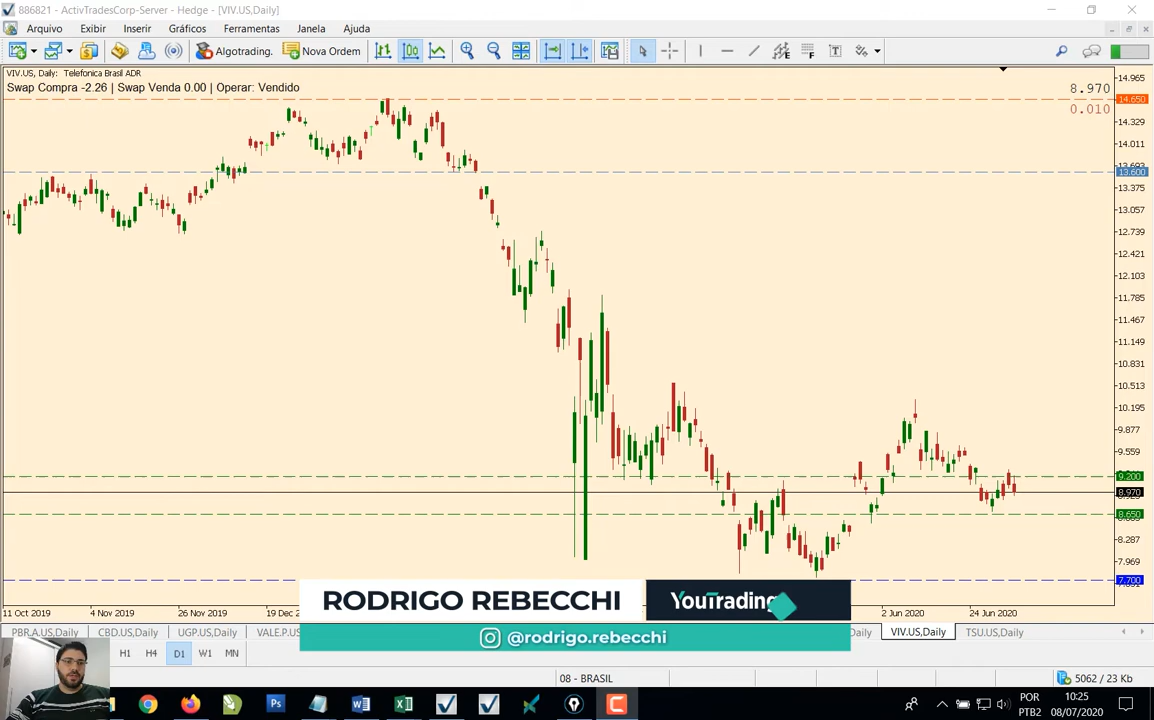 886821 - ActivTradesCorp-Server - Hedge - [VIV.US,Daily]
Arquivo Exibir Inserir Gráficos Ferramentas Janela Ajuda
Algotrading. Nova Ordem
VIV.US, Daily: Telefonica Brasil ADR
Swap Compra -2.26 | Swap Venda 0.00 | Operar: Vendido
8.970
0.010
14.965
14.650
14.329
14.011
13.693
13.600
13.375
13.057
12.739
12.421
12.103
11.785
11.467
11.149
10.831
10.513
10.195
9.877
9.559
9.200
8.970
8.650
8.287
7.969
7.700
11 Oct 2019 4 Nov 2019 26 Nov 2019 19 Dec 2 Jun 2020 24 Jun 2020
RODRIGO REBECCHI
YouTrading
@rodrigo.rebecchi
PBR.A.US,Daily CBD.US,Daily UGP.US,Daily VALE.P.US Daily VIV.US,Daily TSU.US,Daily
H1 H4 D1 W1 MN
08 - BRASIL
5062 / 23 Kb
POR
PTB2
10:25
08/07/2020